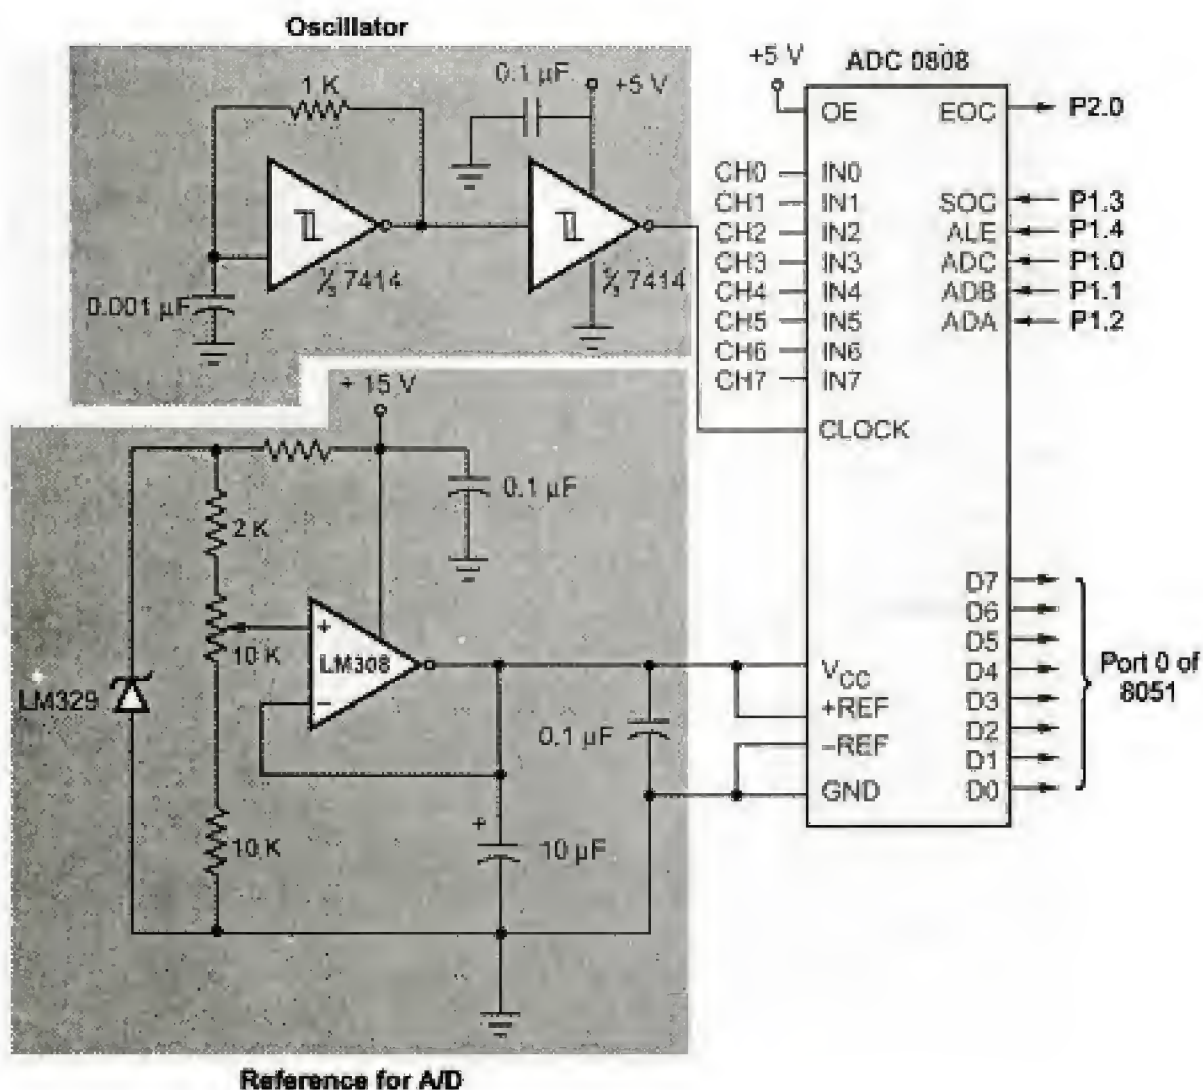 Oscillator
1 K
0.1 µF
+5 V
⅙ 7414
⅙ 7414
0.001 µF
+5 V
ADC 0808
OE
EOC
P2.0
CH0
IN0
CH1
IN1
SOC
P1.3
CH2
IN2
ALE
P1.4
CH3
IN3
ADC
P1.0
CH4
IN4
ADB
P1.1
CH5
IN5
ADA
P1.2
CH6
IN6
CH7
IN7
CLOCK
+ 15 V
0.1 µF
2 K
10 K
+
LM308
−
LM329
10 K
+
10 µF
0.1 µF
VCC
+REF
−REF
GND
D7
D6
D5
D4
D3
D2
D1
D0
Port 0 of
8051
Reference for A/D